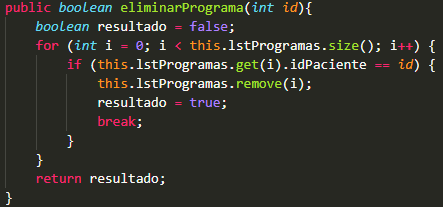 public boolean eliminarPrograma(int id){
    boolean resultado = false;
    for (int i = 0; i < this.lstProgramas.size(); i++) {
        if (this.lstProgramas.get(i).idPaciente == id) {
            this.lstProgramas.remove(i);
            resultado = true;
            break;
        }
    }
    return resultado;
}